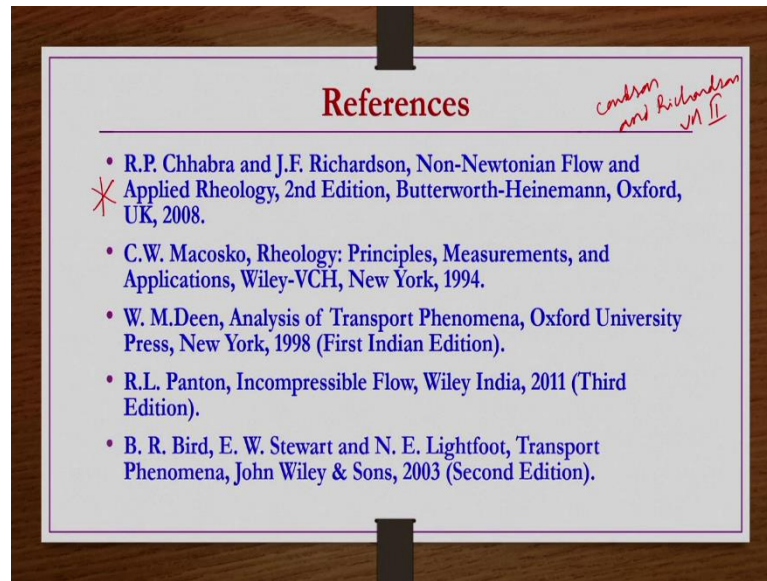 References
coulson
and Richardson
Vol II
• R.P. Chhabra and J.F. Richardson, Non-Newtonian Flow and
Applied Rheology, 2nd Edition, Butterworth-Heinemann, Oxford,
UK, 2008.
• C.W. Macosko, Rheology: Principles, Measurements, and
Applications, Wiley-VCH, New York, 1994.
• W. M.Deen, Analysis of Transport Phenomena, Oxford University
Press, New York, 1998 (First Indian Edition).
• R.L. Panton, Incompressible Flow, Wiley India, 2011 (Third
Edition).
• B. R. Bird, E. W. Stewart and N. E. Lightfoot, Transport
Phenomena, John Wiley & Sons, 2003 (Second Edition).